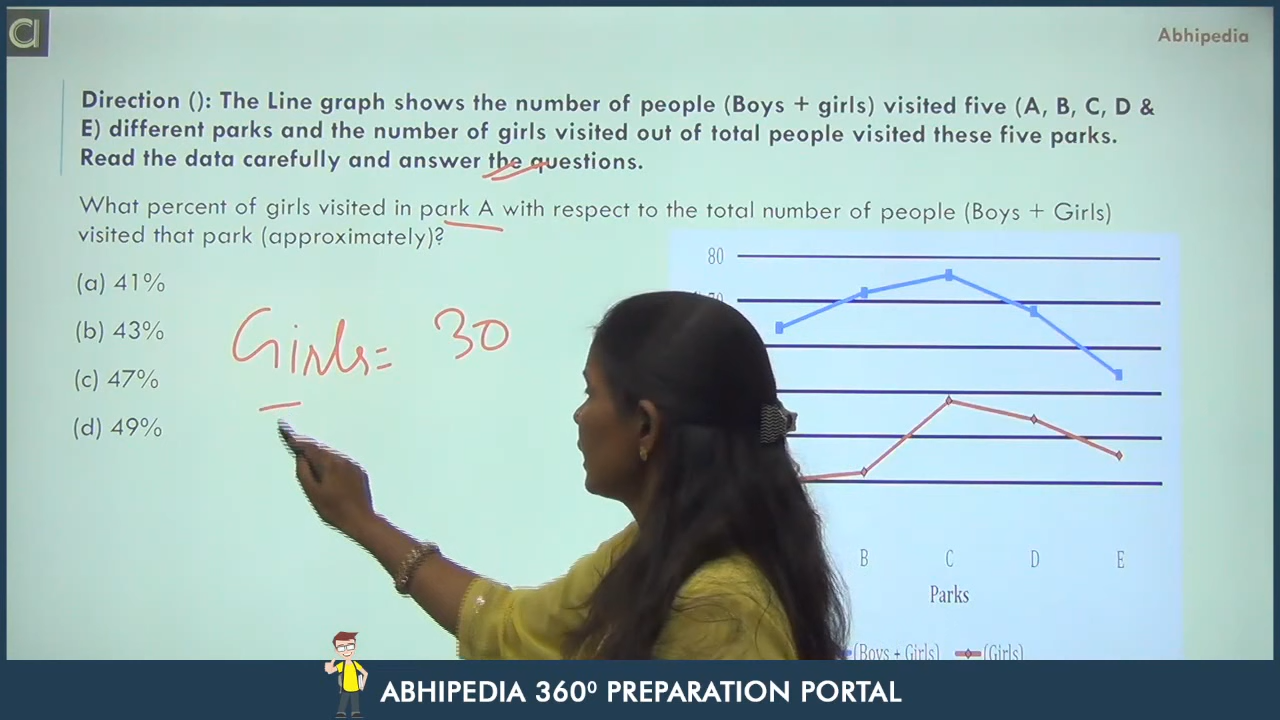 Abhipedia
Direction (): The Line graph shows the number of people (Boys + girls) visited five (A, B, C, D &
E) different parks and the number of girls visited out of total people visited these five parks.
Read the data carefully and answer the questions.
What percent of girls visited in park A with respect to the total number of people (Boys + Girls)
visited that park (approximately)?
(a) 41%
(b) 43%
(c) 47%
(d) 49%
Girls = 30
80
B C D E
Parks
(Boys + Girls) (Girls)
ABHIPEDIA 360⁰ PREPARATION PORTAL